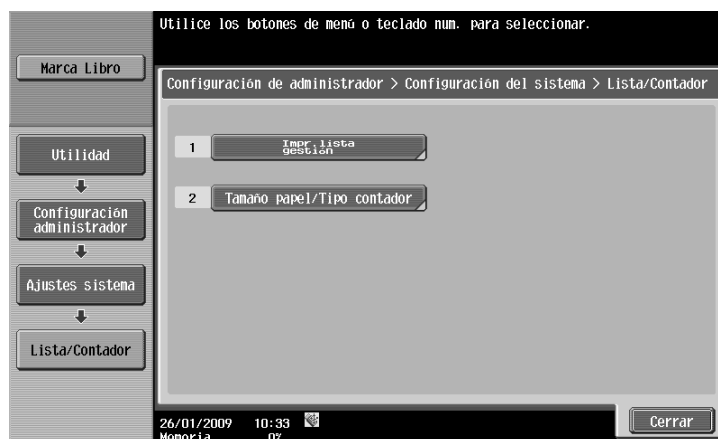 Utilice los botones de menú o teclado num. para seleccionar.
Marca Libro
Configuración de administrador > Configuración del sistema > Lista/Contador
1 Impr.lista
gestión
Utilidad
2 Tamaño papel/Tipo contador
Configuración
administrador
Ajustes sistema
Lista/Contador
26/01/2009 10:33
Memoria 0%
Cerrar